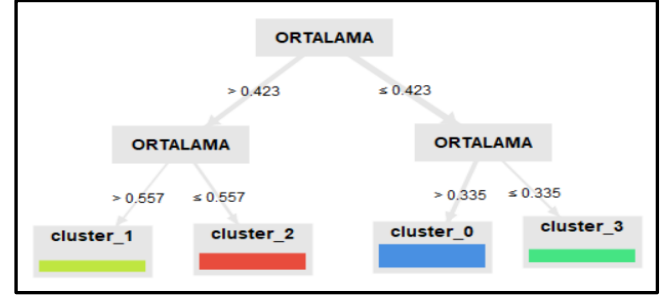 ORTALAMA
> 0.423
≤ 0.423
ORTALAMA
ORTALAMA
> 0.557
≤ 0.557
> 0.335
≤ 0.335
cluster_1
cluster_2
cluster_0
cluster_3